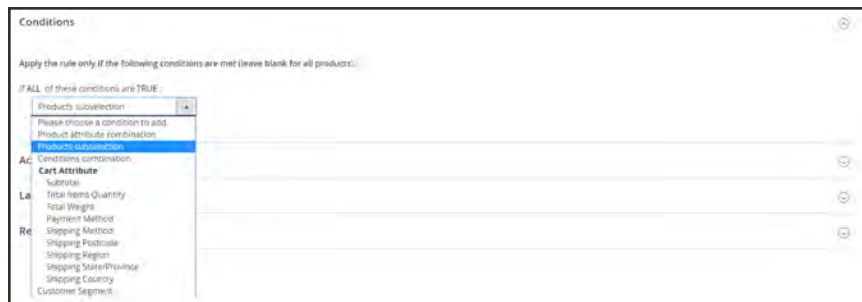 Conditions
Apply the rule only if the following conditions are met (leave blank for all products).
If ALL of these conditions are TRUE :
Products subselection
Please choose a condition to add.
Product attribute combination
Products subselection
Ac
Conditions combination
Cart Attribute
Subtotal
La
Total Items Quantity
Total Weight
Payment Method
Re
Shipping Method
Shipping Postcode
Shipping Region
Shipping State/Province
Shipping Country
Customer Segment